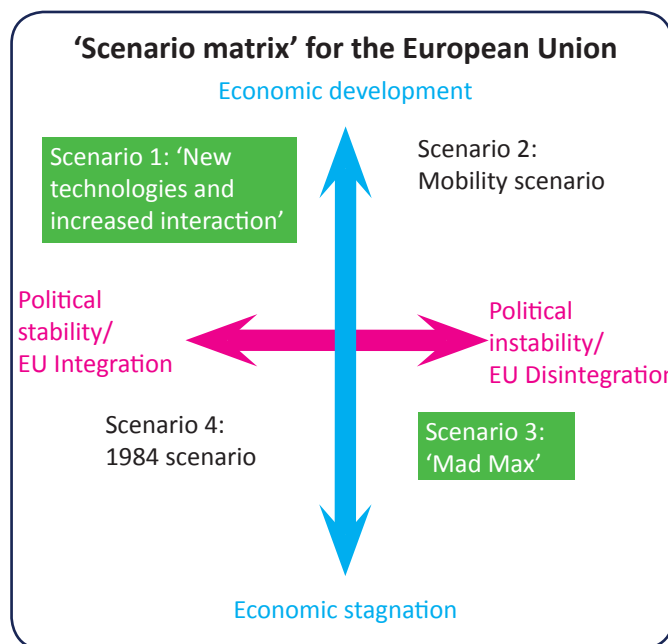 ‘Scenario matrix’ for the European Union
Economic development
Scenario 1: ‘New
technologies and
increased interaction’
Scenario 2:
Mobility scenario
Political
stability/
EU Integration
Political
instability/
EU Disintegration
Scenario 4:
1984 scenario
Scenario 3:
‘Mad Max’
Economic stagnation